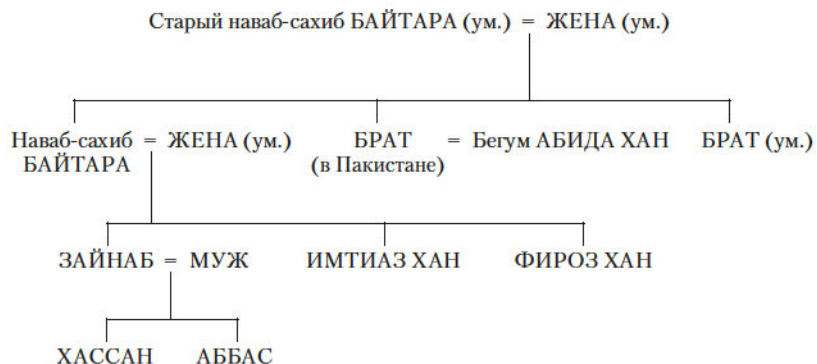 Старый наваб-сахиб БАЙТАРА (ум.) = ЖЕНА (ум.)
Наваб-сахиб = ЖЕНА (ум.) БРАТ = Бегум АБИДА ХАН БРАТ (ум.)
БАЙТАРА (в Пакистане)
ЗАЙНАБ = МУЖ ИМТИАЗ ХАН ФИРОЗ ХАН
ХАССАН АББАС